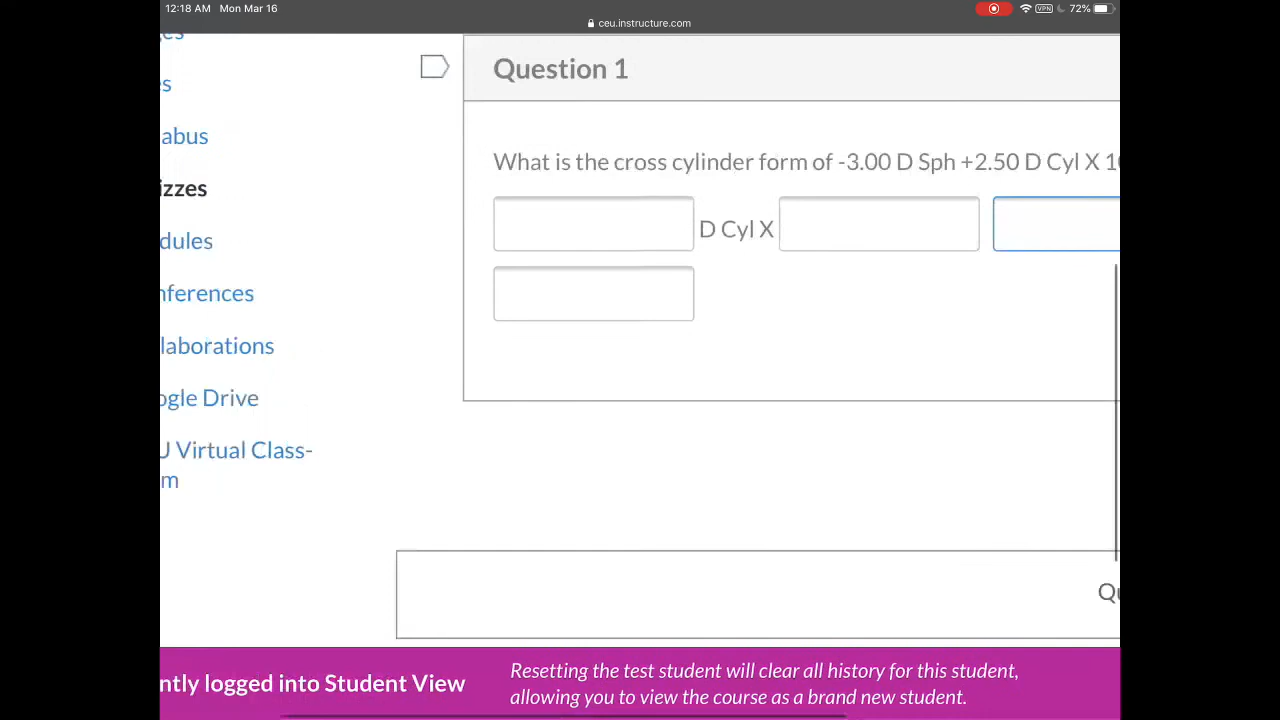 12:18 AM Mon Mar 16
VPN 72%
ceu.instructure.com
es
s
abus
izzes
dules
nferences
laborations
ogle Drive
U Virtual Class-
m
Question 1
What is the cross cylinder form of -3.00 D Sph +2.50 D Cyl X 1
D Cyl X
Qu
ntly logged into Student View
Resetting the test student will clear all history for this student,
allowing you to view the course as a brand new student.